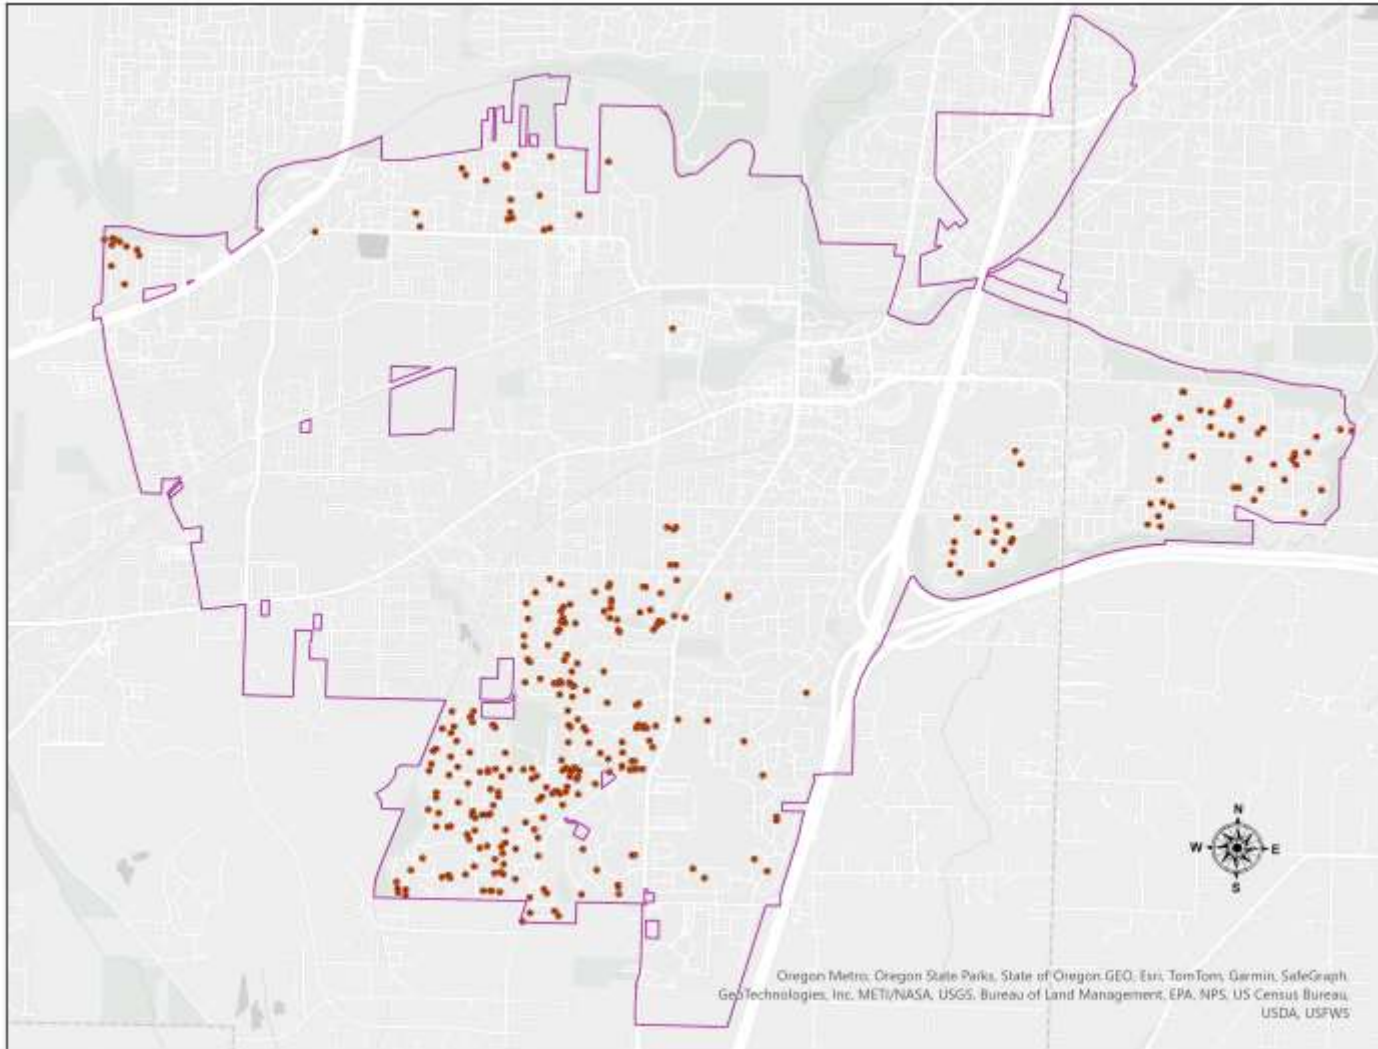 N
W E
S
Oregon Metro, Oregon State Parks, State of Oregon GEO, Esri, TomTom, Garmin, SafeGraph,
GeoTechnologies, Inc, METI/NASA, USGS, Bureau of Land Management, EPA, NPS, US Census Bureau,
USDA, USFWS